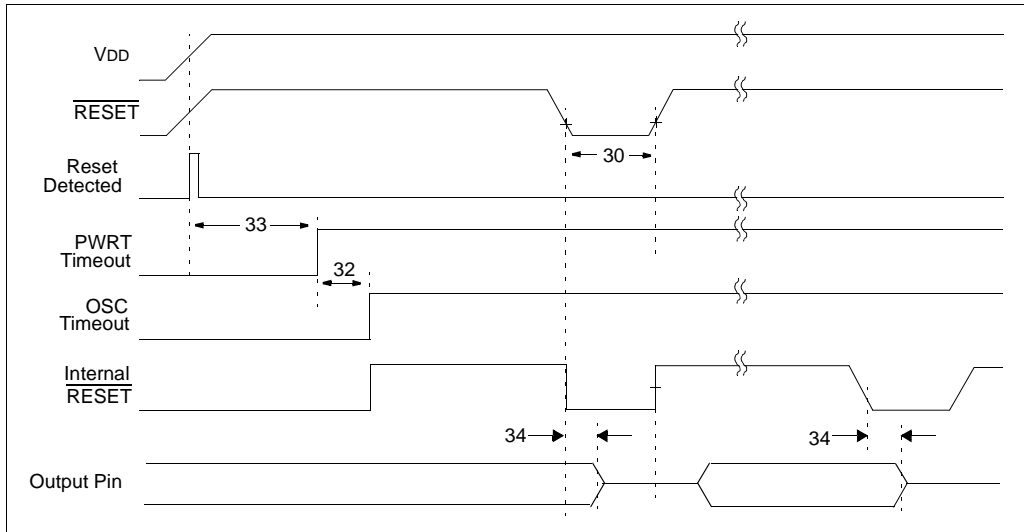 VDD
RESET
30
Reset
Detected
33
PWRT
Timeout
32
OSC
Timeout
Internal
RESET
34
34
Output Pin